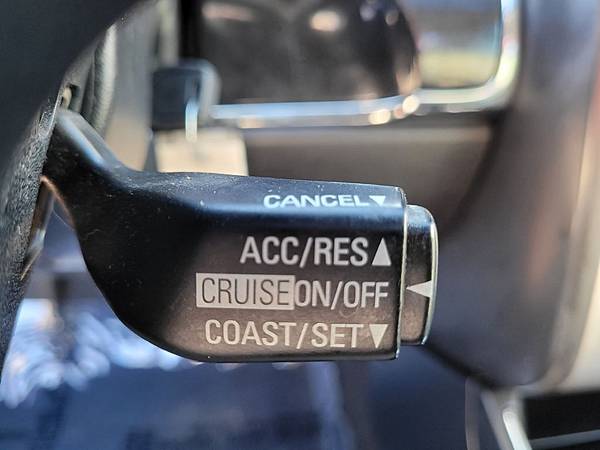 CANCEL▼
ACC/RES▲
CRUISE ON/OFF
COAST/SET▼